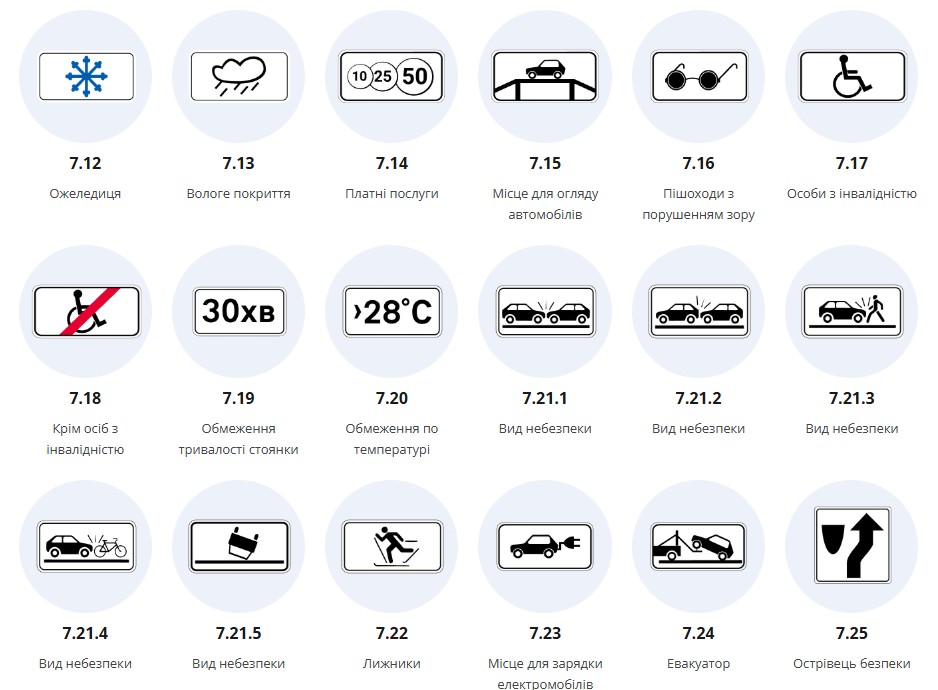 10 25 50
7.12 7.13 7.14 7.15 7.16 7.17
Ожеледиця Вологе покриття Платні послуги Місце для огляду Пішоходи з Особи з інвалідністю
автомобілів порушенням зору
30хв ›28°C
7.18 7.19 7.20 7.21.1 7.21.2 7.21.3
Крім осіб з Обмеження Обмеження по Вид небезпеки Вид небезпеки Вид небезпеки
інвалідністю тривалості стоянки температурі
7.21.4 7.21.5 7.22 7.23 7.24 7.25
Вид небезпеки Вид небезпеки Лижники Місце для зарядки Евакуатор Острівець безпеки
електромобілів